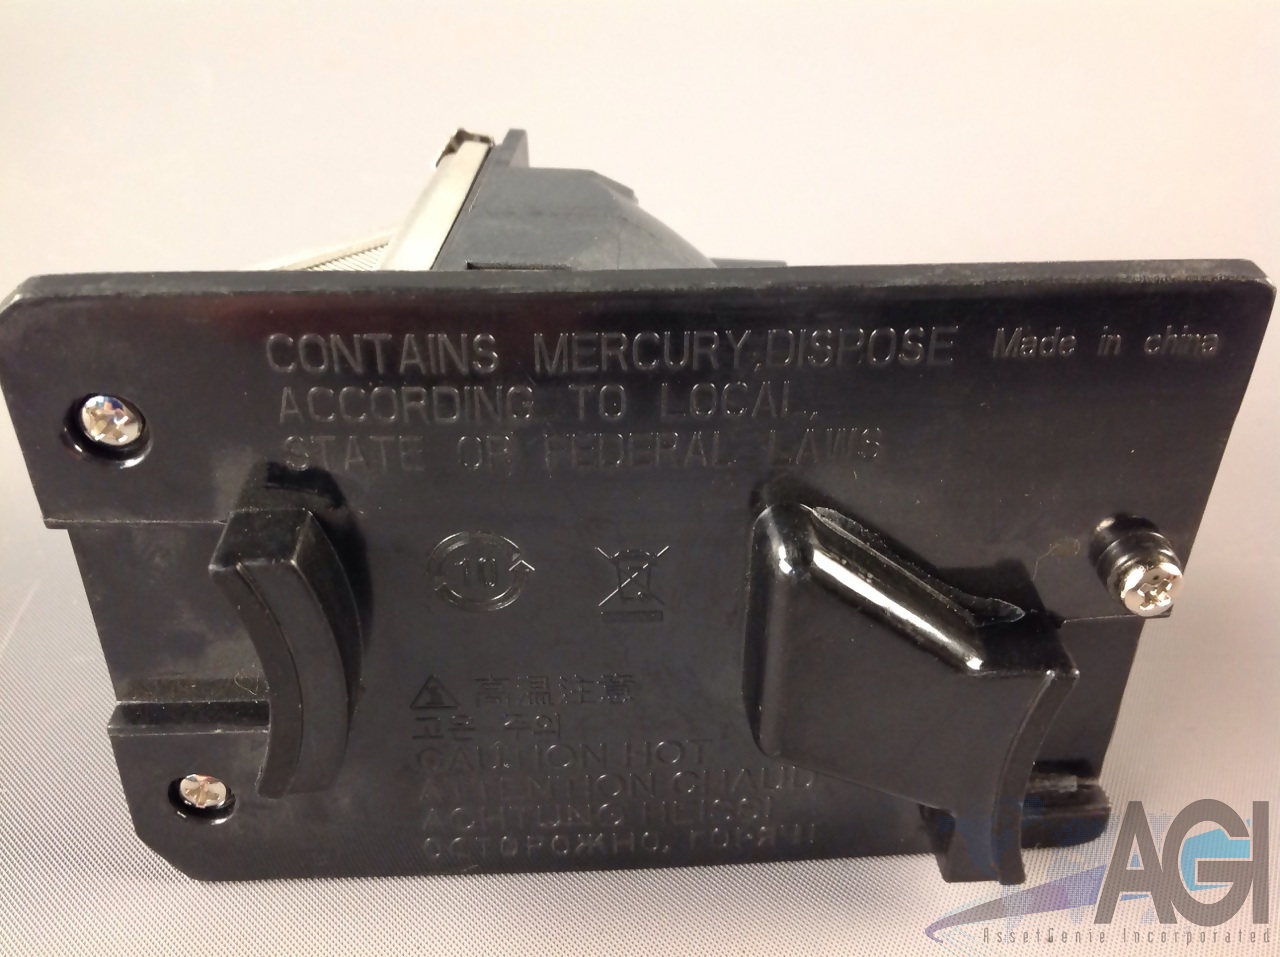 CONTAINS MERCURY,DISPOSE Made in china
ACCORDING TO LOCAL,
STATE OR FEDERAL LAWS
10
高温注意
고온 주의
CAUTION HOT
ATTENTION CHAUD
ACHTUNG HEISS!
ОСТОРОЖНО, ГОРЯЧ!
AGI
AssetGenie Incorporated